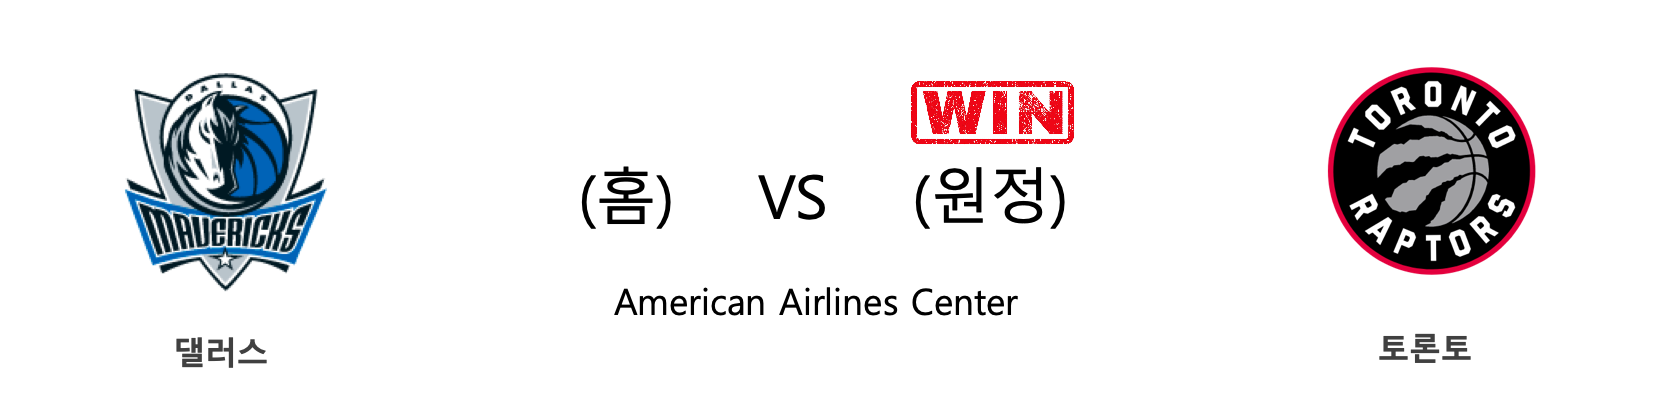 DALLAS
MAVERICKS
댈러스
WIN
(홈) VS (원정)
American Airlines Center
TORONTO
RAPTORS
토론토